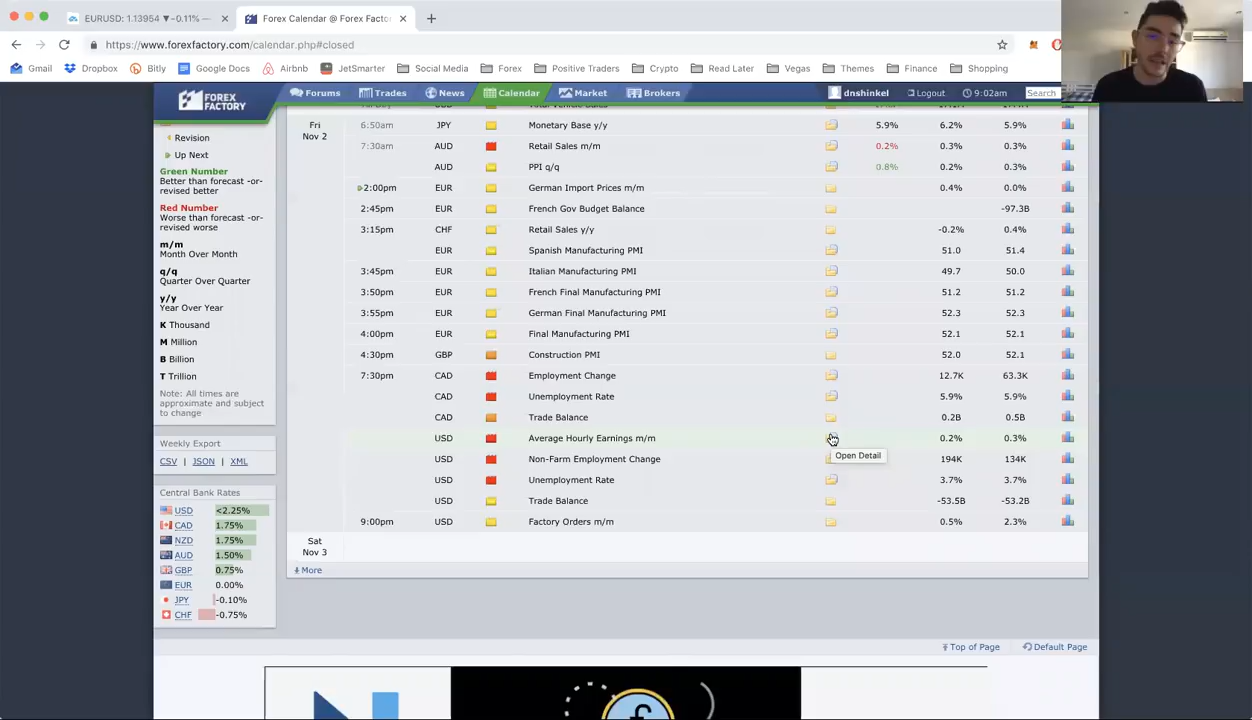 EURUSD: 1.13954 ▼-0.11% —
Forex Calendar @ Forex Facto
https://www.forexfactory.com/calendar.php#closed
Gmail Dropbox Bitly Google Docs Airbnb JetSmarter Social Media Forex Positive Traders Crypto Read Later Vegas Themes Finance Shopping
FOREX FACTORY
Forums Trades News Calendar Market Brokers dnshinkel Logout 9:02am Search
Revision
Up Next
Green Number
Better than forecast -or-
revised better
Red Number
Worse than forecast -or-
revised worse
m/m
Month Over Month
q/q
Quarter Over Quarter
y/y
Year Over Year
K Thousand
M Million
B Billion
T Trillion
Note: All times are
approximate and subject
to change
Weekly Export
CSV | JSON | XML
Central Bank Rates
USD <2.25%
CAD 1.75%
NZD 1.75%
AUD 1.50%
GBP 0.75%
EUR 0.00%
JPY -0.10%
CHF -0.75%
Fri
Nov 2
6:50am JPY Monetary Base y/y 5.9% 6.2% 5.9%
7:30am AUD Retail Sales m/m 0.2% 0.3% 0.3%
AUD PPI q/q 0.8% 0.2% 0.3%
2:00pm EUR German Import Prices m/m 0.4% 0.0%
2:45pm EUR French Gov Budget Balance -97.3B
3:15pm CHF Retail Sales y/y -0.2% 0.4%
EUR Spanish Manufacturing PMI 51.0 51.4
3:45pm EUR Italian Manufacturing PMI 49.7 50.0
3:50pm EUR French Final Manufacturing PMI 51.2 51.2
3:55pm EUR German Final Manufacturing PMI 52.3 52.3
4:00pm EUR Final Manufacturing PMI 52.1 52.1
4:30pm GBP Construction PMI 52.0 52.1
7:30pm CAD Employment Change 12.7K 63.3K
CAD Unemployment Rate 5.9% 5.9%
CAD Trade Balance 0.2B 0.5B
USD Average Hourly Earnings m/m 0.2% 0.3%
Open Detail
USD Non-Farm Employment Change 194K 134K
USD Unemployment Rate 3.7% 3.7%
USD Trade Balance -53.5B -53.2B
9:00pm USD Factory Orders m/m 0.5% 2.3%
Sat
Nov 3
More
Top of Page Default Page